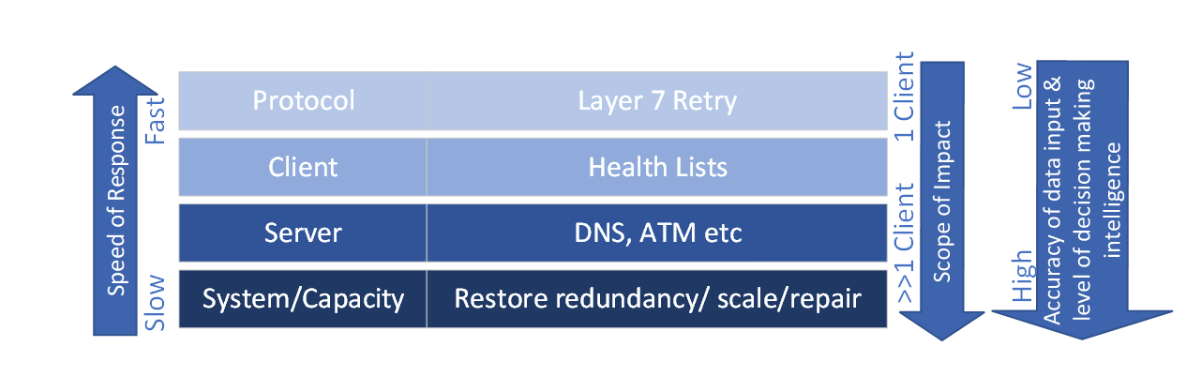 Speed of Response
Fast
Slow
Protocol
Layer 7 Retry
Client
Health Lists
Server
DNS, ATM etc
System/Capacity
Restore redundancy/ scale/repair
1 Client
>>1 Client
Scope of Impact
Low
High
Accuracy of data input &
level of decision making
intelligence